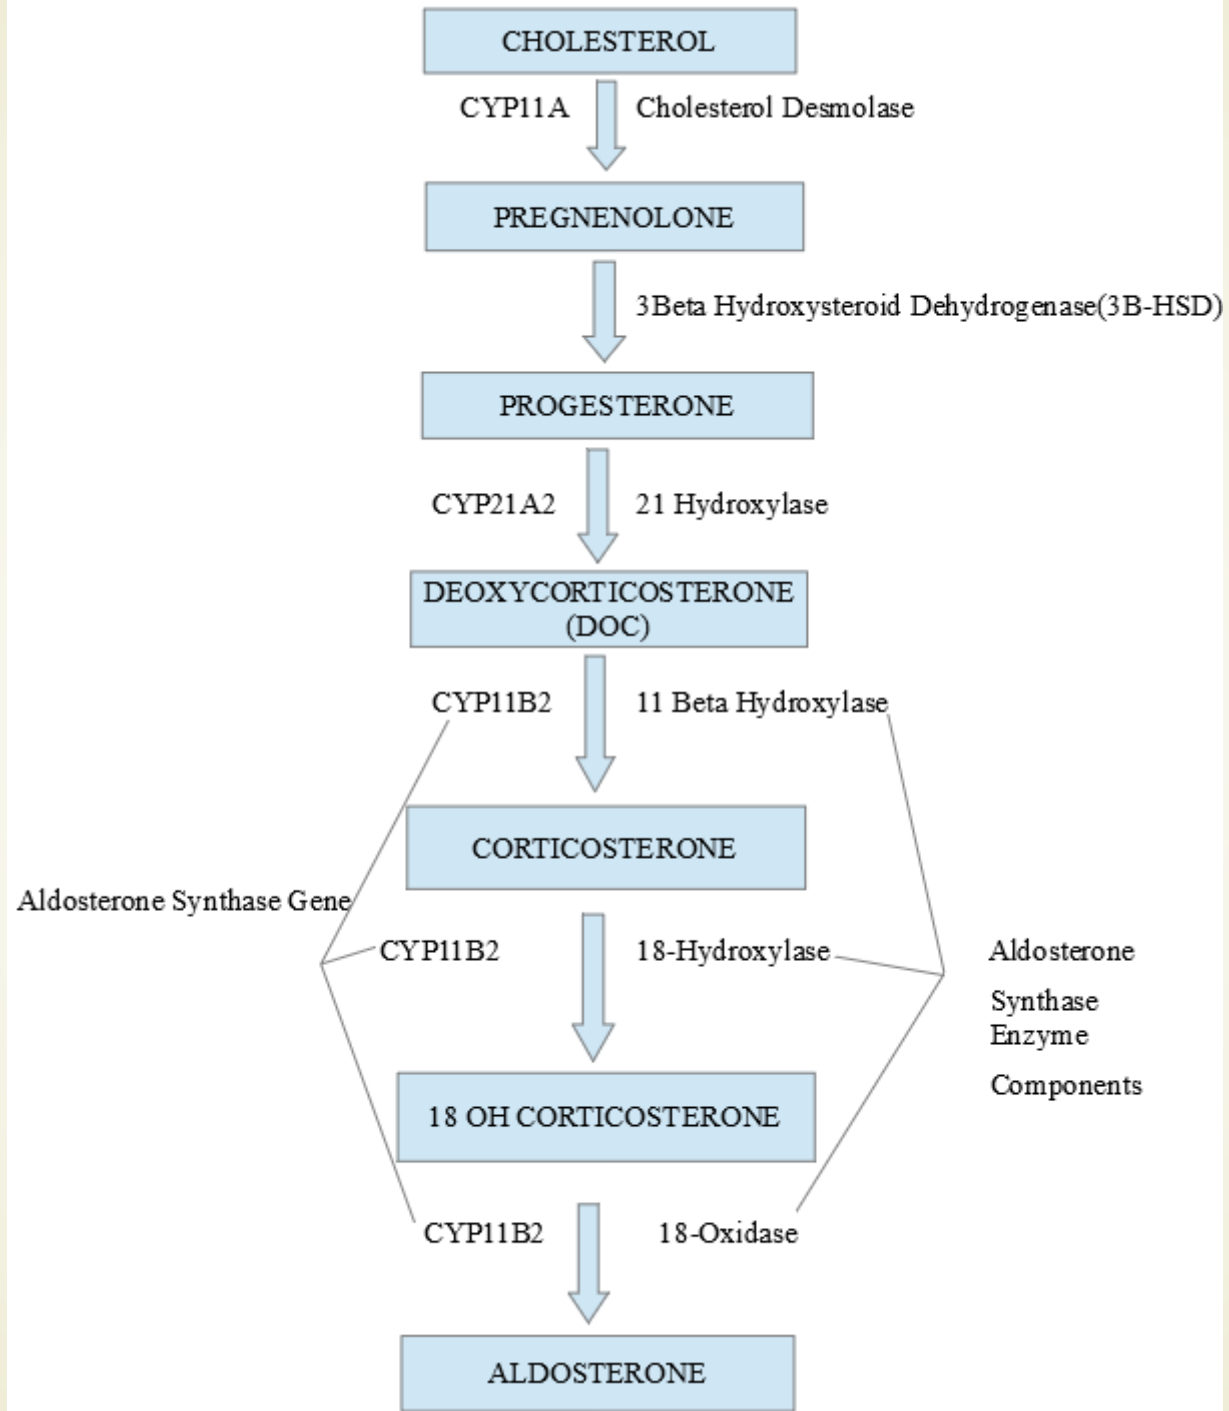 CHOLESTEROL
CYP11A
Cholesterol Desmolase
PREGNENOLONE
3Beta Hydroxysteroid Dehydrogenase(3B-HSD)
PROGESTERONE
CYP21A2
21 Hydroxylase
DEOXYCORTICOSTERONE
(DOC)
CYP11B2
11 Beta Hydroxylase
CORTICOSTERONE
Aldosterone Synthase Gene
CYP11B2
18-Hydroxylase
Aldosterone
Synthase
Enzyme
Components
18 OH CORTICOSTERONE
CYP11B2
18-Oxidase
ALDOSTERONE